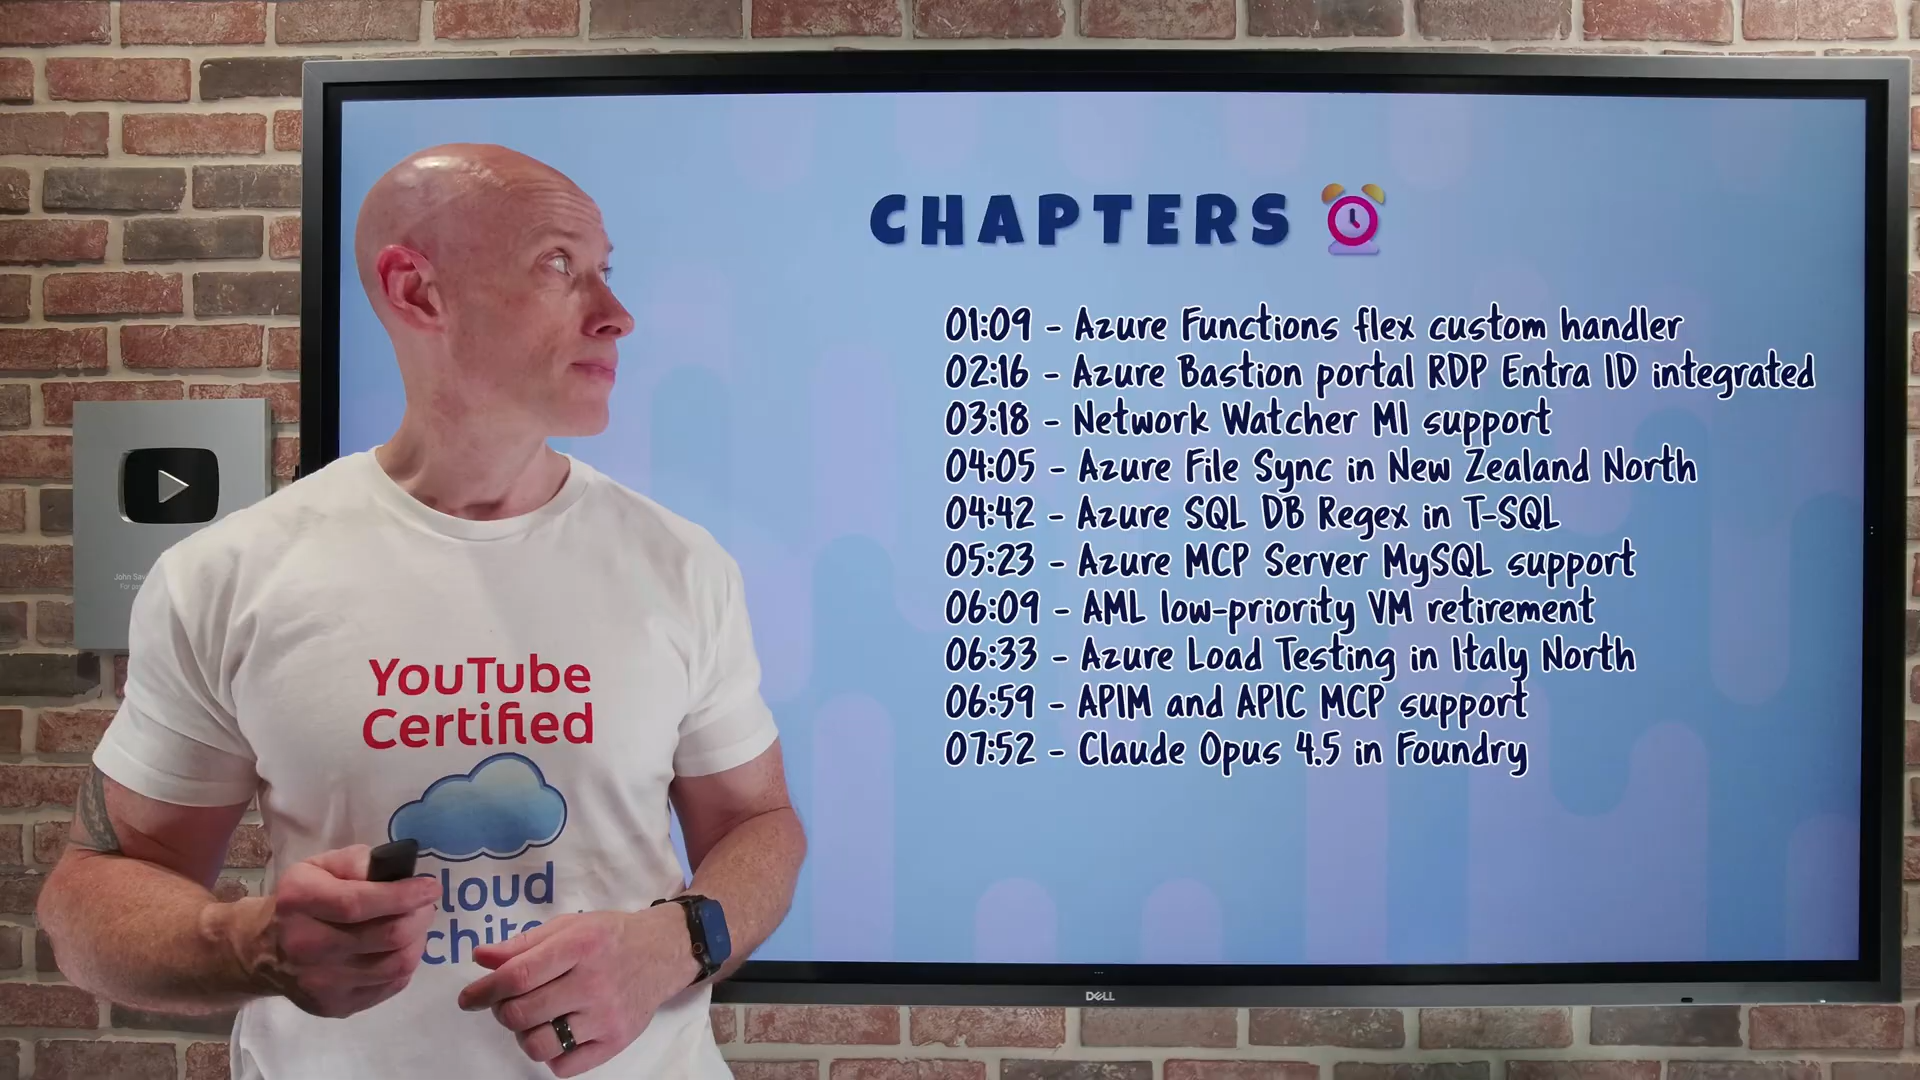 CHAPTERS
01:09 - Azure Functions flex custom handler
02:16 - Azure Bastion portal RDP Entra ID integrated
03:18 - Network Watcher MI support
04:05 - Azure File Sync in New Zealand North
04:42 - Azure SQL DB Regex in T-SQL
05:23 - Azure MCP Server MySQL support
06:09 - AML low-priority VM retirement
06:33 - Azure Load Testing in Italy North
06:59 - APIM and APIC MCP support
07:52 - Claude Opus 4.5 in Foundry
John
YouTube
Certified
DELL